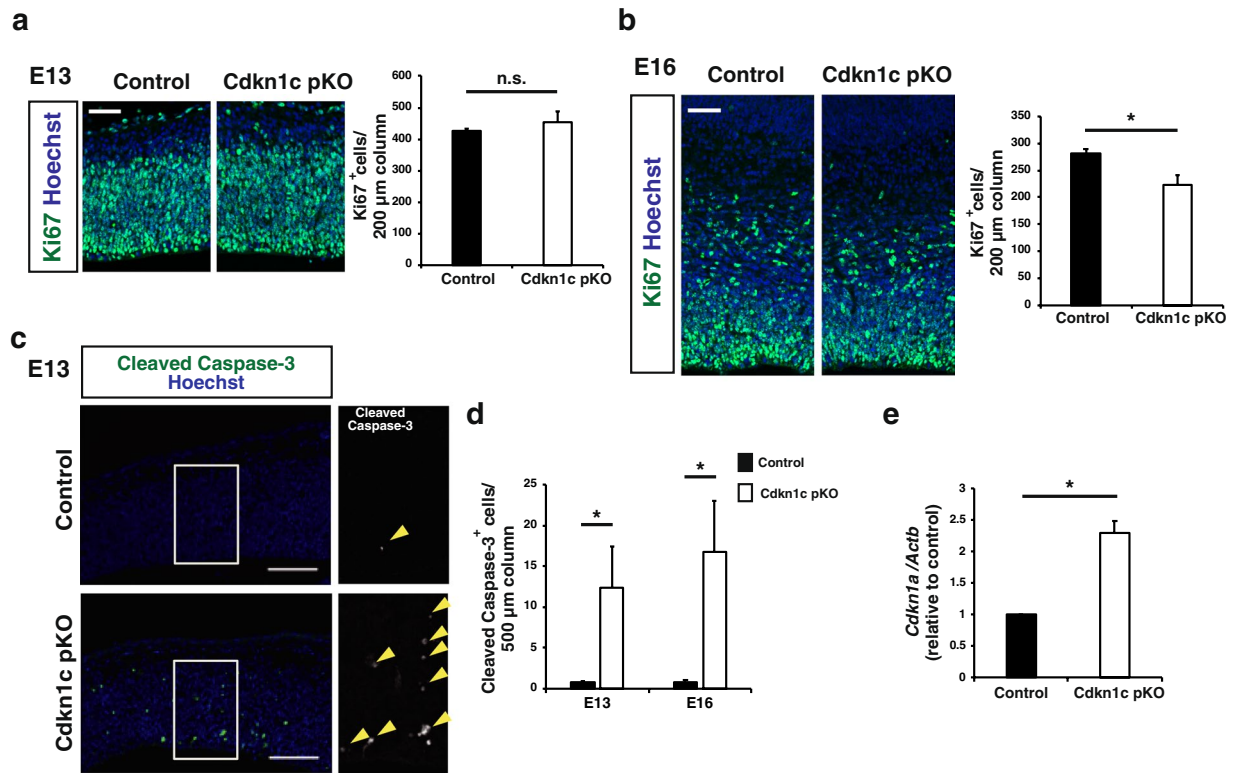 a
E13
Control
Cdkn1c pKO
Ki67 Hoechst
Ki67 +cells/
200 µm column
600
500
400
300
200
100
0
n.s.
Control
Cdkn1c pKO
b
E16
Control
Cdkn1c pKO
Ki67 Hoechst
Ki67 +cells/
200 µm column
350
300
250
200
150
100
50
0
*
Control
Cdkn1c pKO
c
E13
Cleaved Caspase-3
Hoechst
Control
Cdkn1c pKO
Cleaved
Caspase-3
d
Cleaved Caspase-3+ cells/
500 µm column
25
20
15
10
5
0
*
*
E13
E16
Control
Cdkn1c pKO
e
Cdkn1a /Actb
(relative to control)
3
2.5
2
1.5
1
0.5
0
*
Control
Cdkn1c pKO